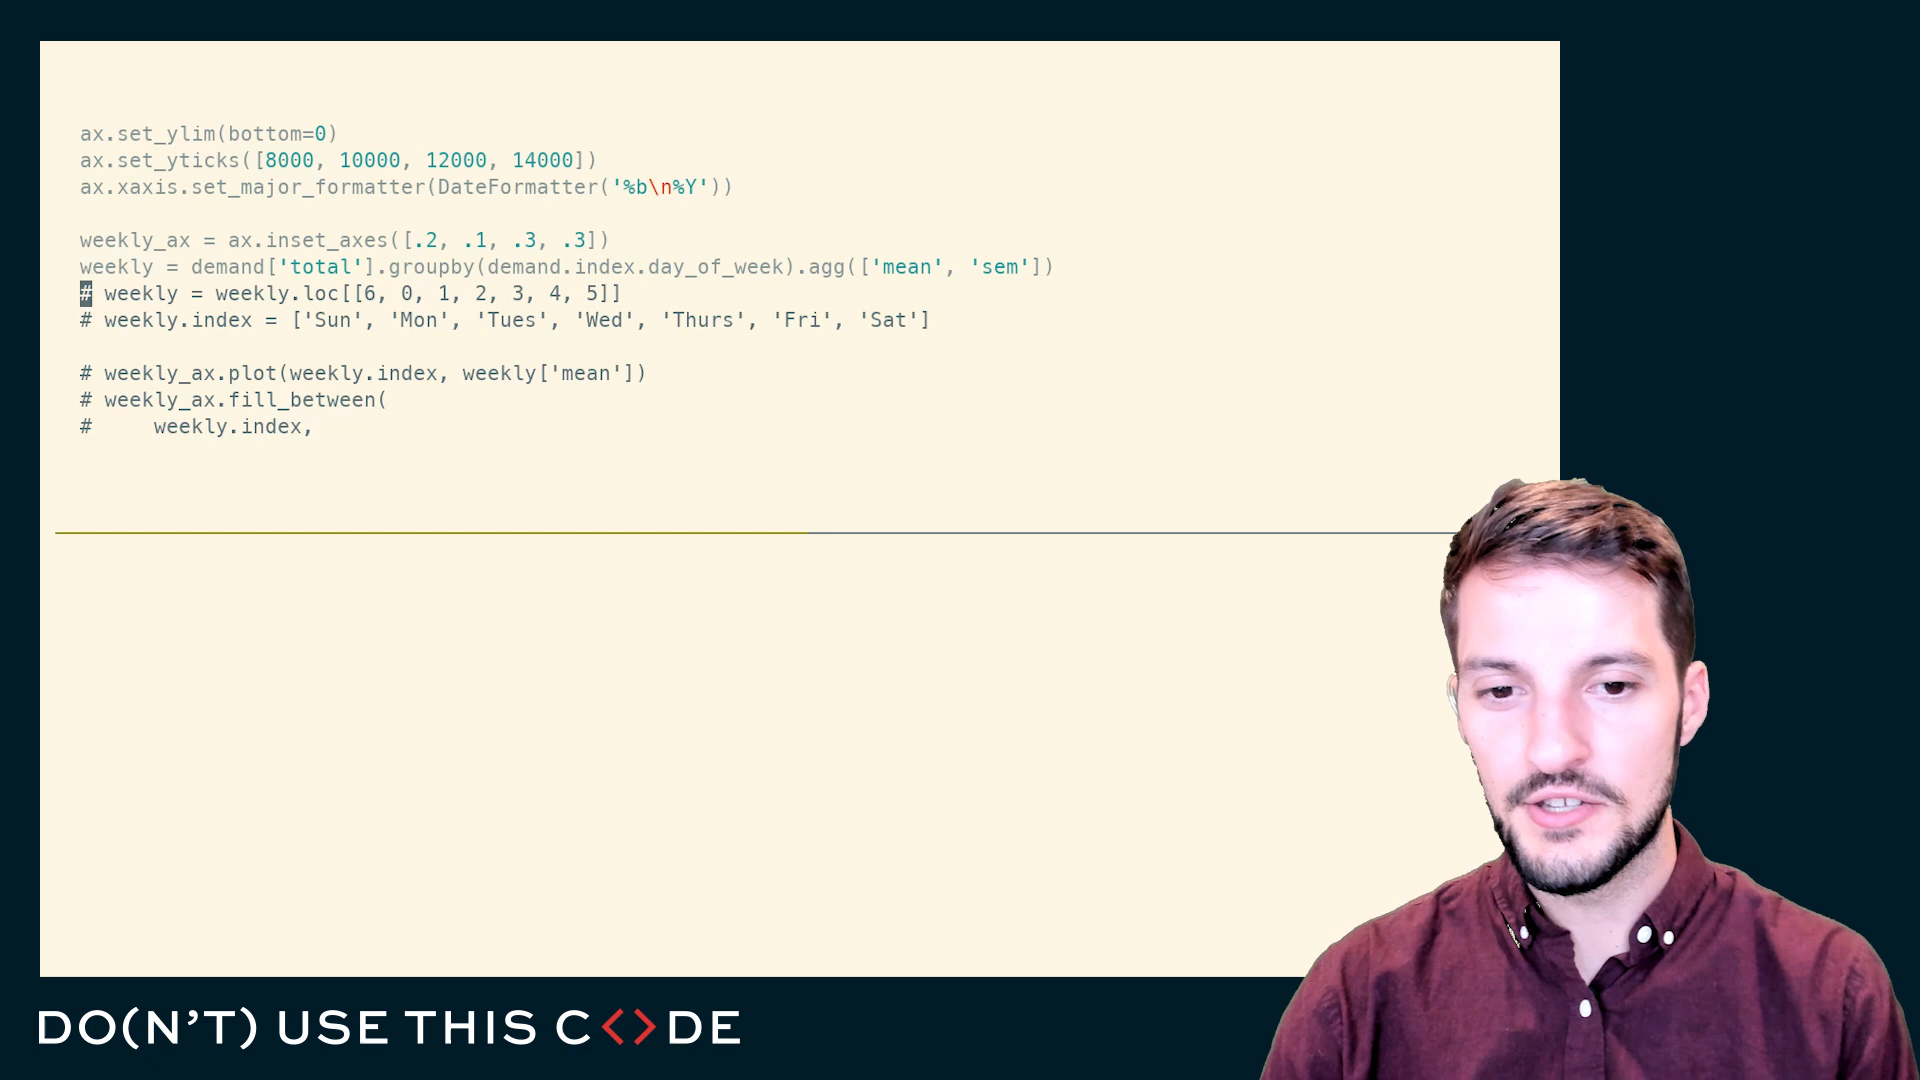 ax.set_ylim(bottom=0)
ax.set_yticks([8000, 10000, 12000, 14000])
ax.xaxis.set_major_formatter(DateFormatter('%b\n%Y'))
weekly_ax = ax.inset_axes([.2, .1, .3, .3])
weekly = demand['total'].groupby(demand.index.day_of_week).agg(['mean', 'sem'])
# weekly = weekly.loc[[6, 0, 1, 2, 3, 4, 5]]
# weekly.index = ['Sun', 'Mon', 'Tues', 'Wed', 'Thurs', 'Fri', 'Sat']
# weekly_ax.plot(weekly.index, weekly['mean'])
# weekly_ax.fill_between(
#     weekly.index,
DO(N'T) USE THIS C<>DE